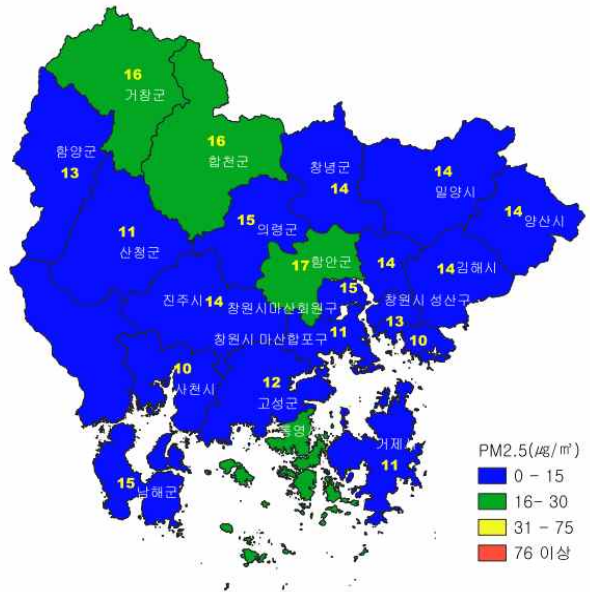 16
거창군
16
합천군
함양군
13
창녕군
14
14
밀양시
14
양산시
11
산청군
15
의령군
17
함안군
14
14
김해시
진주시
14
창원시마산회원구
15
창원시 성산구
창원시 마산합포구
11
13
10
10
사천시
12
고성군
통영
거제시
11
15
남해군
PM2.5(㎍/㎥)
0 - 15
16- 30
31 - 75
76 이상